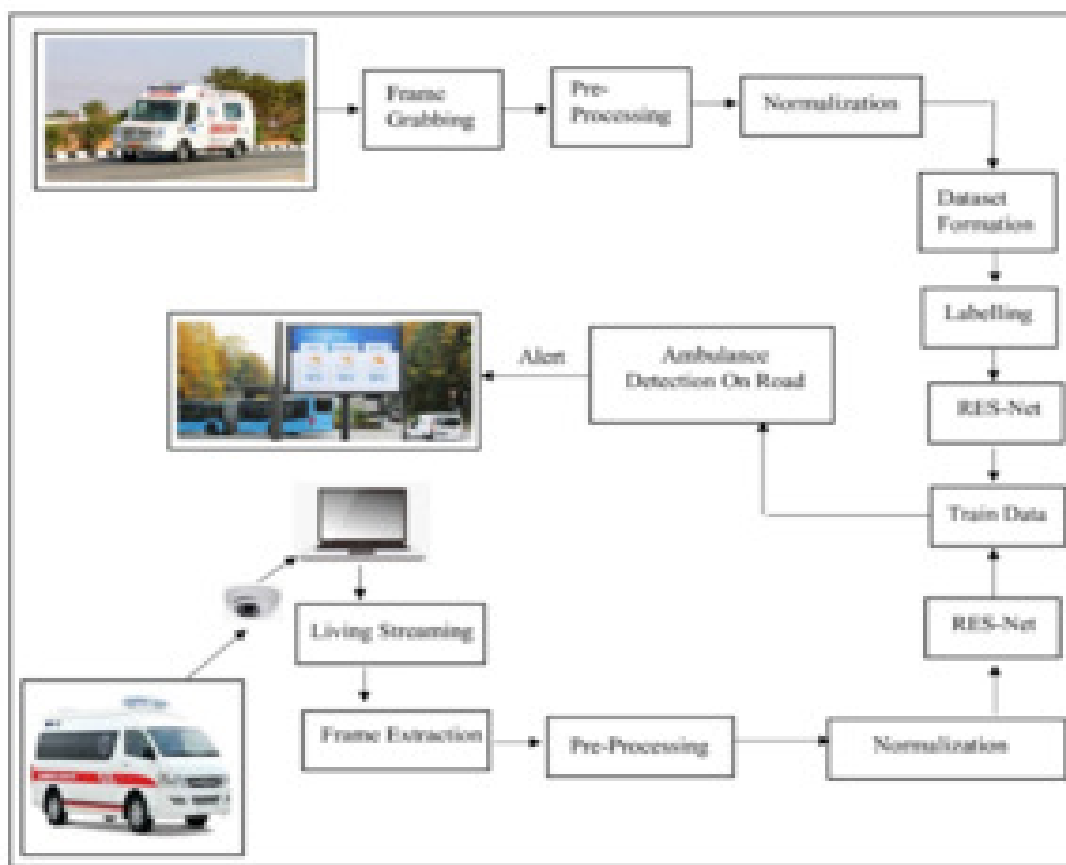 Frame
Grabbing
Pre-
Processing
Normalization
Dataset
Formation
Labelling
RES-Net
Train Data
Ambulance
Detection On Road
Alert
Living Streaming
Frame Extraction
Pre-Processing
Normalization
RES-Net